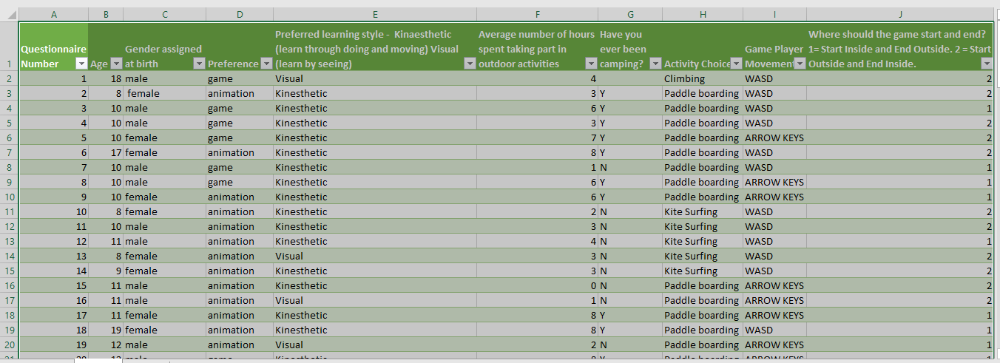 A B C D E F G H I J
Preferred learning style -  Kinaesthetic Average number of hours Have you Where should the game start and end?
Questionnaire Gender assigned (learn through doing and moving) Visual spent taking part in ever been Game Player 1= Start Inside and End Outside. 2 = Start
1 Number Age at birth Preference (learn by seeing) outdoor activities camping? Activity Choice Movement Outside and End Inside.
2 1 18 male game Visual 4 Climbing WASD 2
3 2 8 female animation Kinesthetic 3 Y Paddle boarding WASD 2
4 3 10 male game Kinesthetic 6 Y Paddle boarding WASD 1
5 4 10 male game Kinesthetic 3 Y Paddle boarding WASD 2
6 5 10 female game Kinesthetic 7 Y Paddle boarding ARROW KEYS 2
7 6 17 female animation Kinesthetic 8 Y Paddle boarding WASD 2
8 7 10 male game Kinesthetic 1 N Paddle boarding WASD 1
9 8 10 male game Kinesthetic 6 Y Paddle boarding ARROW KEYS 1
10 9 10 female animation Kinesthetic 6 Y Paddle boarding ARROW KEYS 1
11 10 8 female animation Kinesthetic 2 N Kite Surfing WASD 2
12 11 10 male animation Kinesthetic 3 N Kite Surfing WASD 2
13 12 11 male animation Kinesthetic 4 N Kite Surfing WASD 1
14 13 8 female animation Visual 3 N Kite Surfing WASD 2
15 14 9 female animation Kinesthetic 3 N Kite Surfing WASD 2
16 15 11 male animation Kinesthetic 0 N Paddle boarding ARROW KEYS 2
17 16 11 male animation Visual 1 N Paddle boarding ARROW KEYS 2
18 17 11 female animation Kinesthetic 8 Y Paddle boarding ARROW KEYS 1
19 18 19 female animation Kinesthetic 8 Y Paddle boarding WASD 1
20 19 12 male animation Visual 2 N Paddle boarding ARROW KEYS 1